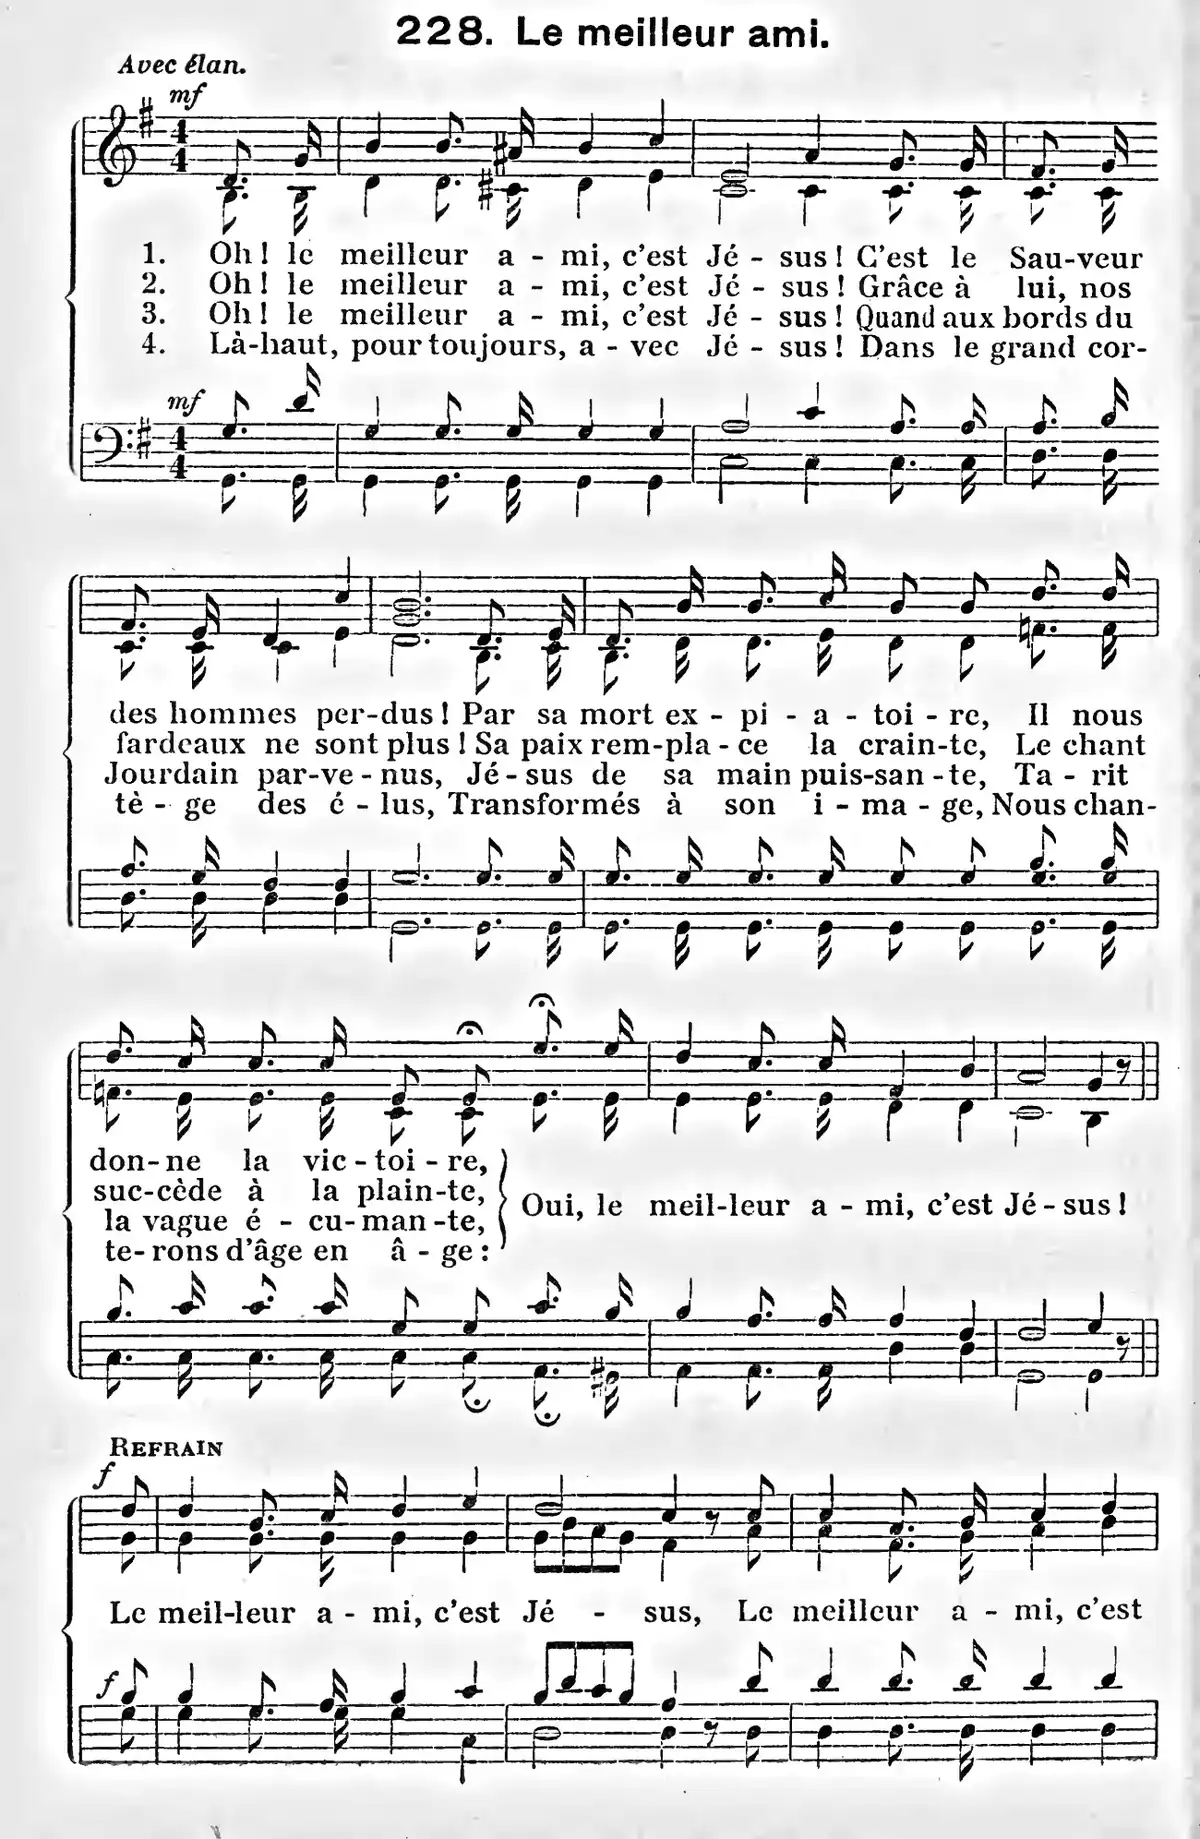 228. Le meilleur ami.
Avec élan.
mf
1. Oh! le meilleur a - mi, c'est Jé - sus! C'est le Sau-veur
2. Oh! le meilleur a - mi, c'est Jé - sus! Grâce à lui, nos
3. Oh! le meilleur a - mi, c'est Jé - sus! Quand aux bords du
4. Là-haut, pour toujours, a - vec Jé - sus! Dans le grand cor-
mf
des hommes per-dus! Par sa mort ex - pi - a - toi - re, Il nous
fardeaux ne sont plus! Sa paix rem-pla - ce la crain-te, Le chant
Jourdain par-ve - nus, Jé - sus de sa main puis-san - te, Ta - rit
tè - ge des é - lus, Transformés à son i - ma - ge, Nous chan-
don-ne la vic - toi - re,
suc-cède à la plain-te,
la vague é - cu-man-te,
te-rons d'âge en â - ge:
Oui, le meil-leur a - mi, c'est Jé - sus!
REFRAIN
f
Le meil-leur a - mi, c'est Jé - sus, Le meilleur a - mi, c'est
f